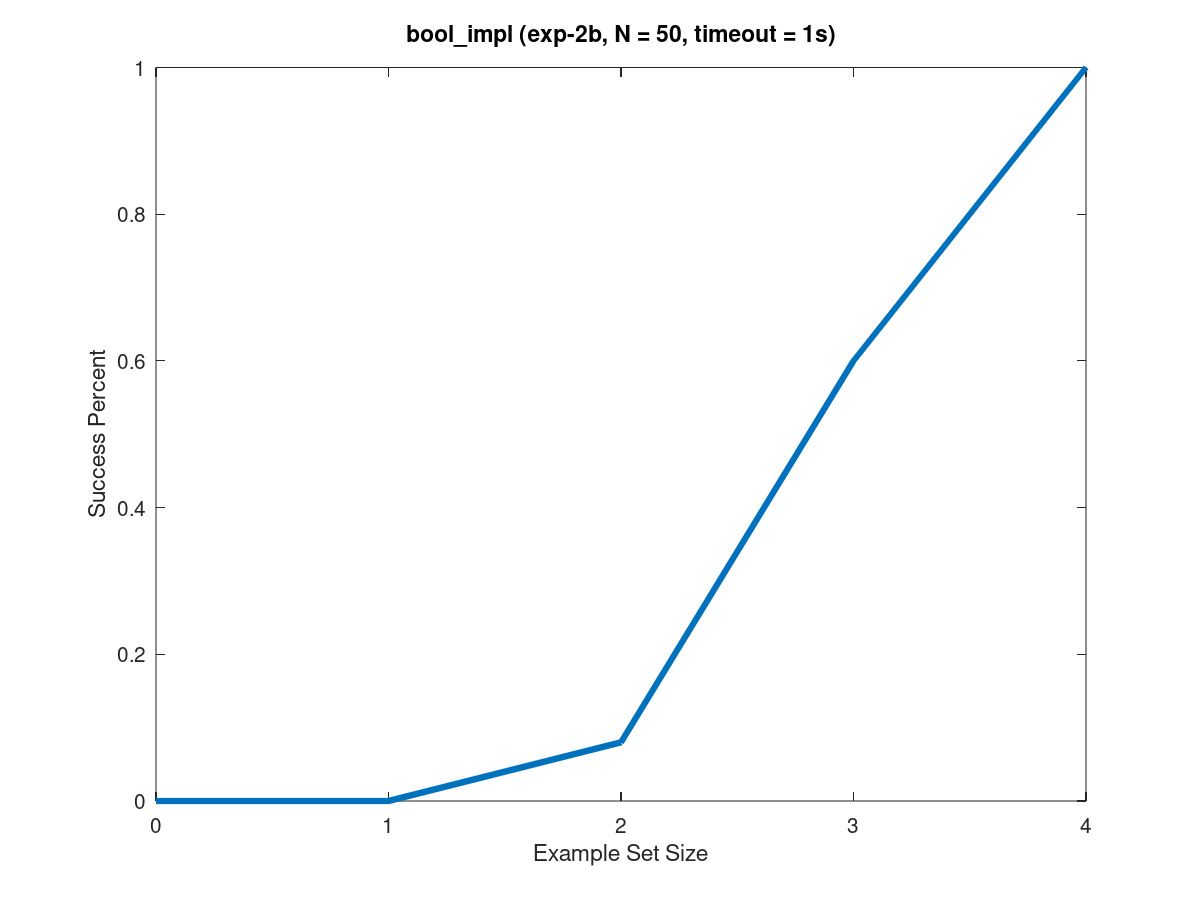 bool_impl (exp-2b, N = 50, timeout = 1s)
1
0.8
0.6
0.4
0.2
0
Success Percent
0 1 2 3 4
Example Set Size